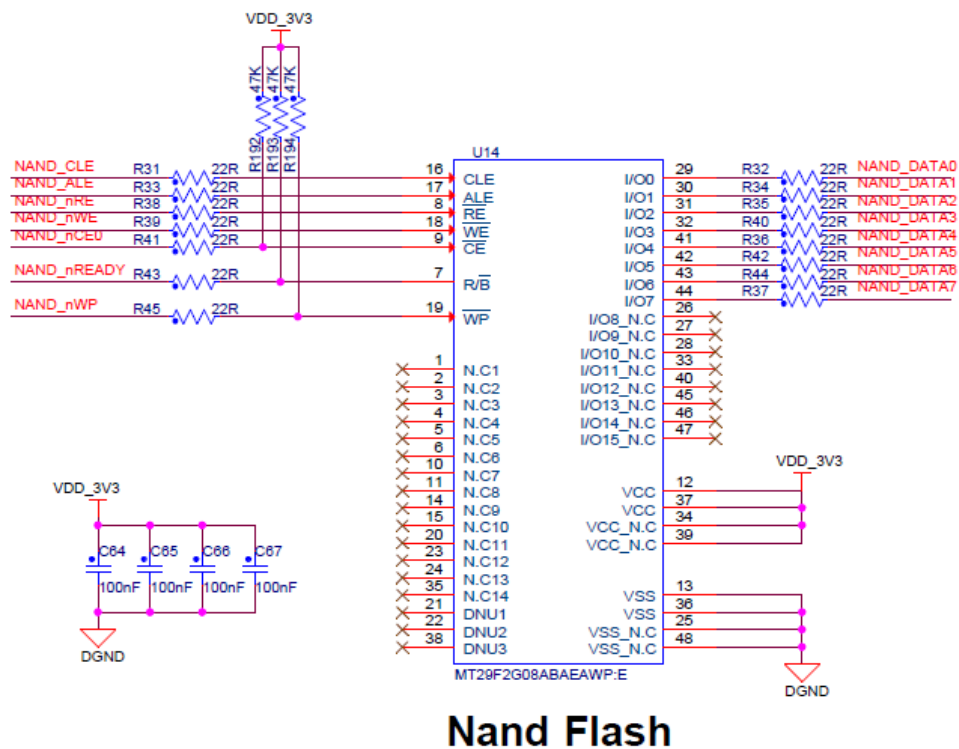 VDD_3V3
47K 47K 47K
R192 R193 R194
U14
NAND_CLE R31 22R 16 CLE I/O0 29 R32 22R NAND_DATA0
NAND_ALE R33 22R 17 ALE I/O1 30 R34 22R NAND_DATA1
NAND_nRE R38 22R 8 RE I/O2 31 R35 22R NAND_DATA2
NAND_nWE R39 22R 18 WE I/O3 32 R40 22R NAND_DATA3
NAND_nCE0 R41 22R 9 CE I/O4 41 R36 22R NAND_DATA4
I/O5 42 R42 22R NAND_DATA5
NAND_nREADY R43 22R 7 R/B I/O6 43 R44 22R NAND_DATA6
I/O7 44 R37 22R NAND_DATA7
NAND_nWP R45 22R 19 WP I/O8_N.C 26
I/O9_N.C 27
I/O10_N.C 28
1 N.C1 I/O11_N.C 33
2 N.C2 I/O12_N.C 40
3 N.C3 I/O13_N.C 45
4 N.C4 I/O14_N.C 46
5 N.C5 I/O15_N.C 47
6 N.C6
10 N.C7 VDD_3V3
11 N.C8 VCC 12
14 N.C9 VCC 37
15 N.C10 VCC_N.C 34
20 N.C11 VCC_N.C 39
23 N.C12
24 N.C13
35 N.C14 VSS 13
21 DNU1 VSS 36
22 DNU2 VSS_N.C 25
38 DNU3 VSS_N.C 48
VDD_3V3
C64 C65 C66 C67
100nF 100nF 100nF 100nF
DGND
MT29F2G08ABAEAWP:E
DGND
Nand Flash